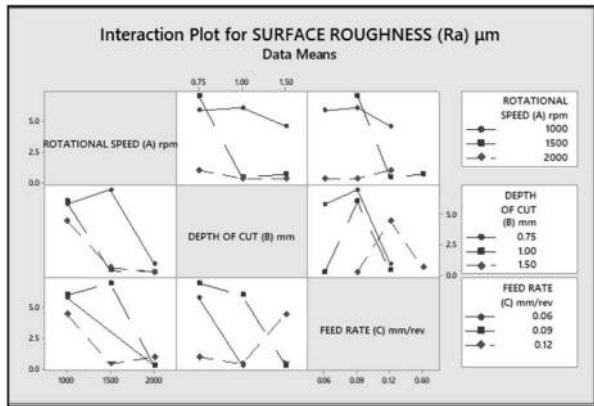 Interaction Plot for SURFACE ROUGHNESS (Ra) µm
Data Means
0.75 1.00 1.50
5.0
2.5
0.0
ROTATIONAL SPEED (A) rpm
ROTATIONAL
SPEED (A) rpm
1000
1500
2000
DEPTH OF CUT (B) mm
5.0
2.5
0.0
DEPTH
OF CUT
(B) mm
0.75
1.00
1.50
5.0
2.5
0.0
FEED RATE (C) mm/rev
FEED RATE
(C) mm/rev
0.06
0.09
0.12
1000 1500 2000
0.06 0.09 0.12 0.60